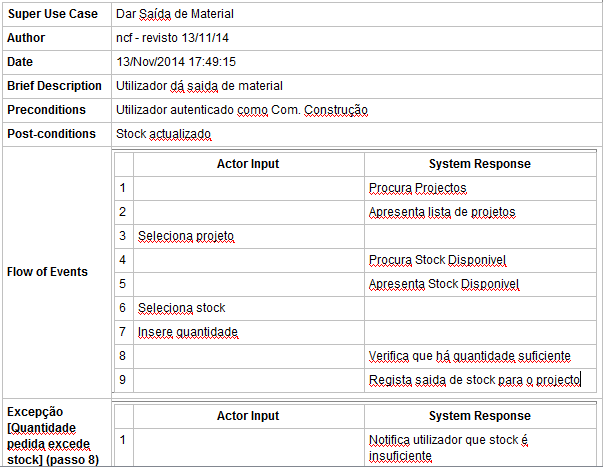 Super Use Case Dar Saída de Material
Author ncf - revisto 13/11/14
Date 13/Nov/2014 17:49:15
Brief Description Utilizador dá saida de material
Preconditions Utilizador autenticado como Com. Construção
Post-conditions Stock actualizado
Flow of Events
Actor Input System Response
1 Procura Projectos
2 Apresenta lista de projetos
3 Seleciona projeto
4 Procura Stock Disponivel
5 Apresenta Stock Disponivel
6 Seleciona stock
7 Insere quantidade
8 Verifica que há quantidade suficiente
9 Regista saida de stock para o projecto
Excepção
[Quantidade
pedida excede
stock] (passo 8)
Actor Input System Response
1 Notifica utilizador que stock é
insuficiente